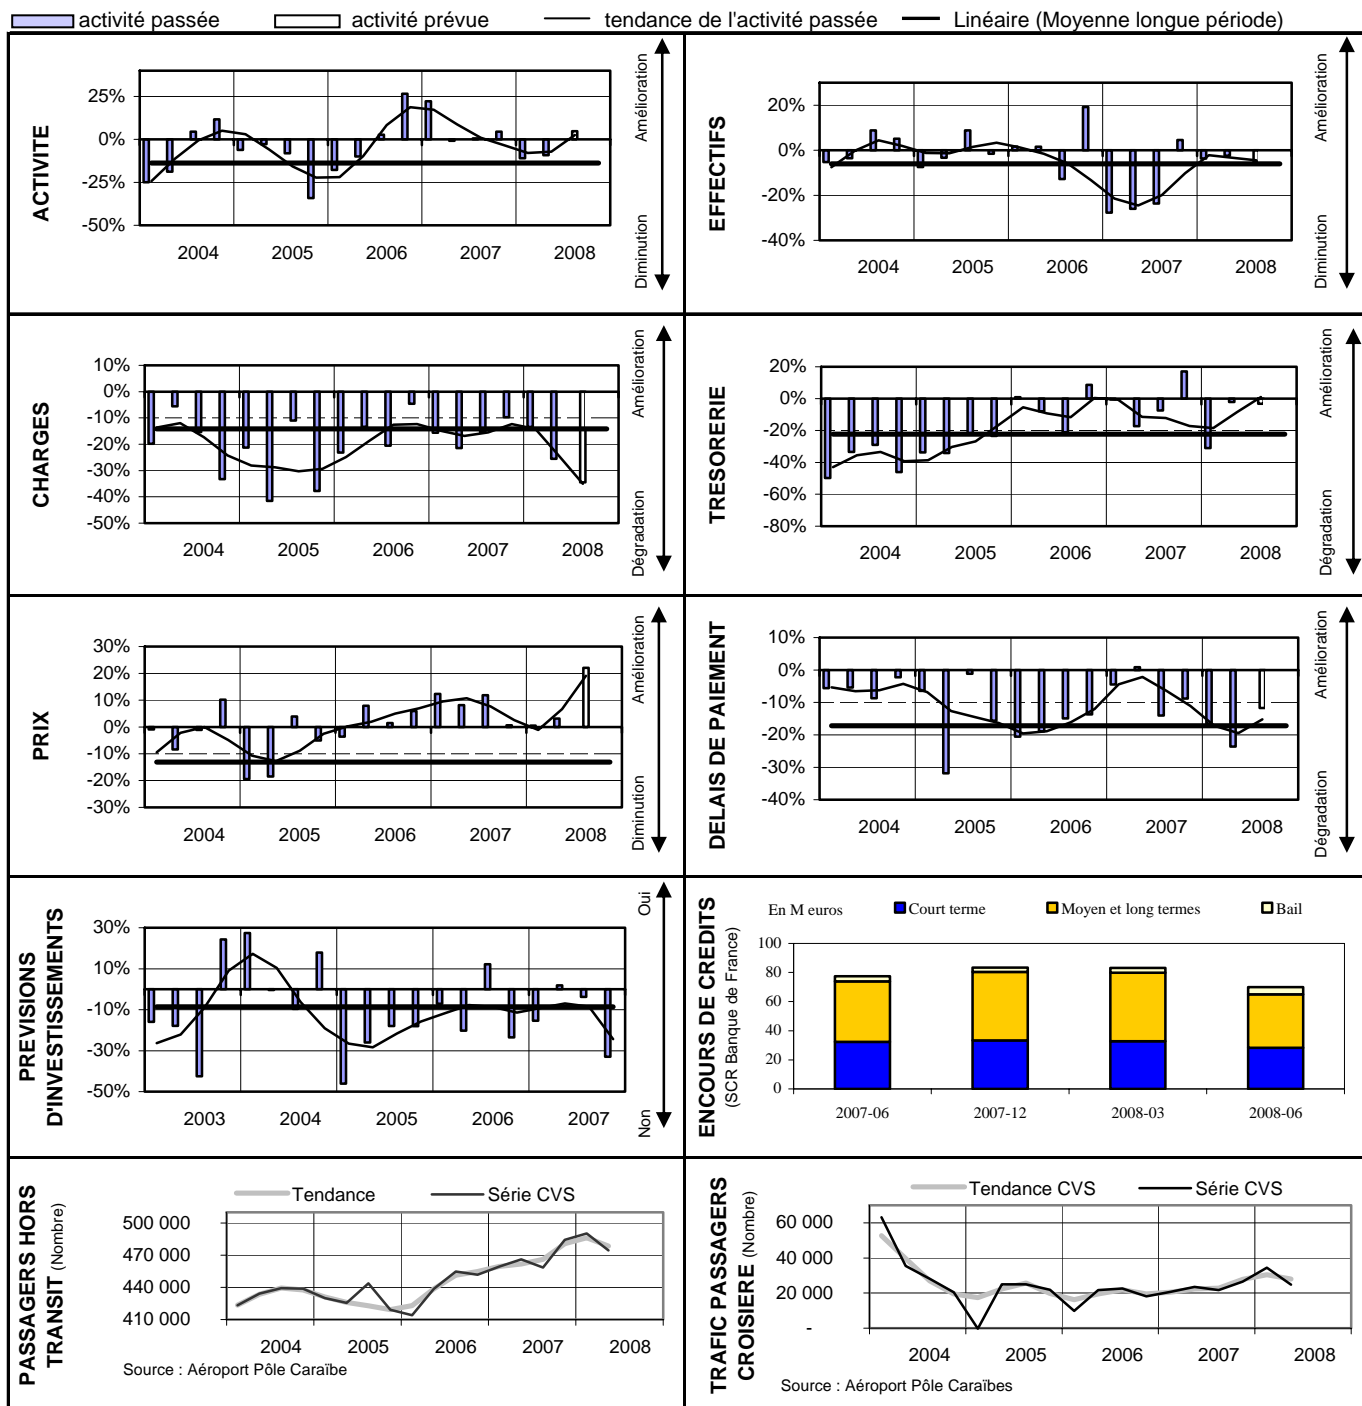 activité passée activité prévue tendance de l'activité passée Linéaire (Moyenne longue période)
ACTIVITE
25%
0%
-25%
-50%
2004 2005 2006 2007 2008
Amélioration
Diminution
EFFECTIFS
20%
0%
-20%
-40%
2004 2005 2006 2007 2008
Amélioration
Diminution
CHARGES
10%
0%
-10%
-20%
-30%
-40%
-50%
2004 2005 2006 2007 2008
Amélioration
Dégradation
TRESORERIE
20%
0%
-20%
-40%
-60%
-80%
2004 2005 2006 2007 2008
Amélioration
Dégradation
PRIX
30%
20%
10%
0%
-10%
-20%
-30%
2004 2005 2006 2007 2008
Amélioration
Diminution
DELAIS DE PAIEMENT
10%
0%
-10%
-20%
-30%
-40%
2004 2005 2006 2007 2008
Amélioration
Dégradation
PREVISIONS
D'INVESTISSEMENTS
30%
10%
-10%
-30%
-50%
2003 2004 2005 2006 2007
Oui
Non
ENCOURS DE CREDITS
(SCR Banque de France)
En M euros Court terme Moyen et long termes Bail
100
80
60
40
20
0
2007-06 2007-12 2008-03 2008-06
PASSAGERS HORS
TRANSIT (Nombre)
Tendance Série CVS
500 000
470 000
440 000
410 000
2004 2005 2006 2007 2008
Source : Aéroport Pôle Caraïbe
TRAFIC PASSAGERS
CROISIERE (Nombre)
Tendance CVS Série CVS
60 000
40 000
20 000
-
2004 2005 2006 2007 2008
Source : Aéroport Pôle Caraïbes